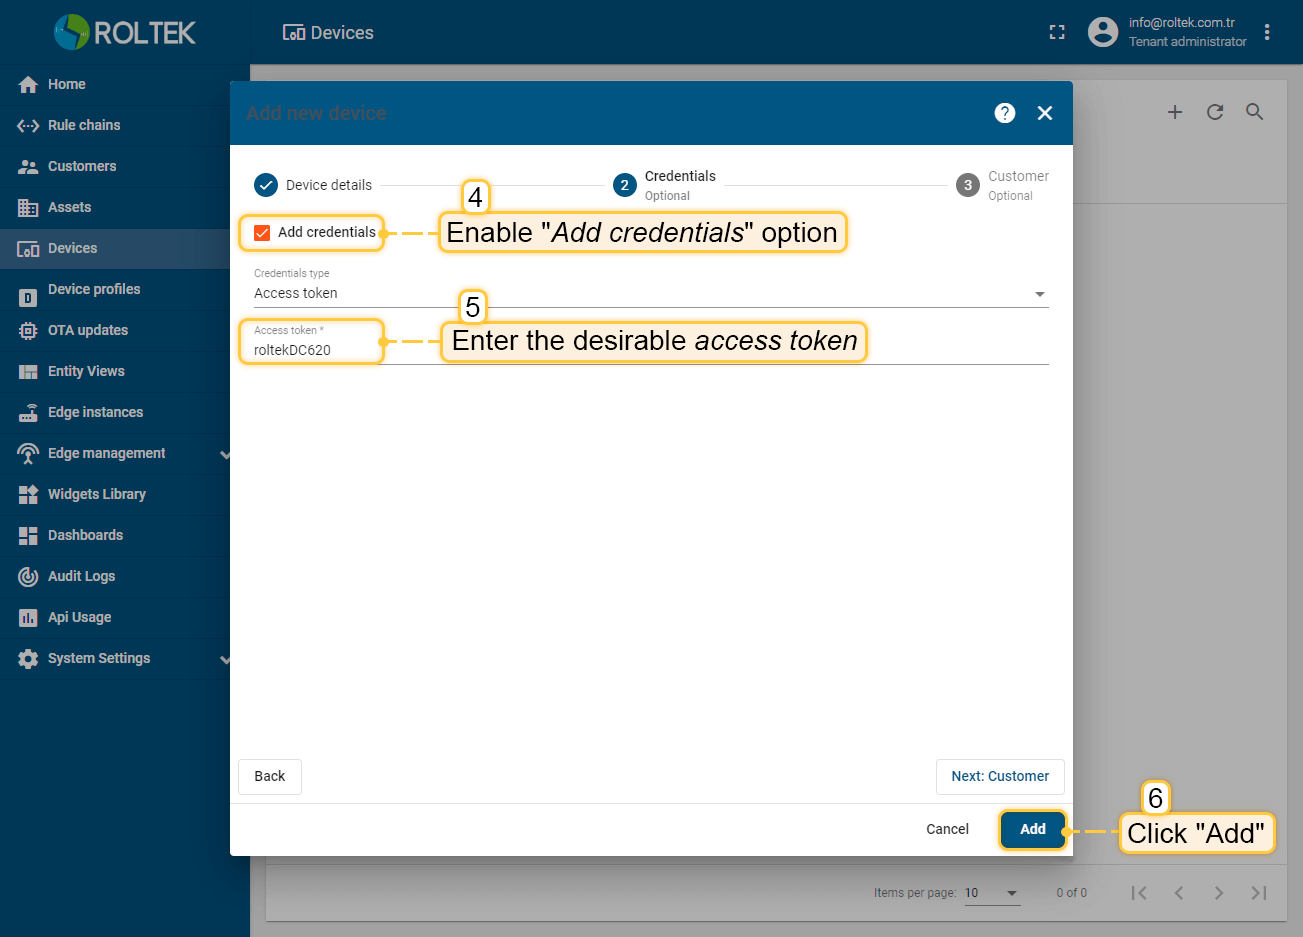 ROLTEK
Devices
info@roltek.com.tr
Tenant administrator
Home
Rule chains
Customers
Assets
Devices
Device profiles
OTA updates
Entity Views
Edge instances
Edge management
Widgets Library
Dashboards
Audit Logs
Api Usage
System Settings
Add new device
?
Device details
2
Credentials
Optional
3
Customer
Optional
4
Add credentials
Enable "Add credentials" option
Credentials type
Access token
5
Access token *
roltekDC620
Enter the desirable access token
Back
Next: Customer
6
Cancel
Add
Click "Add"
Items per page:
10
0 of 0